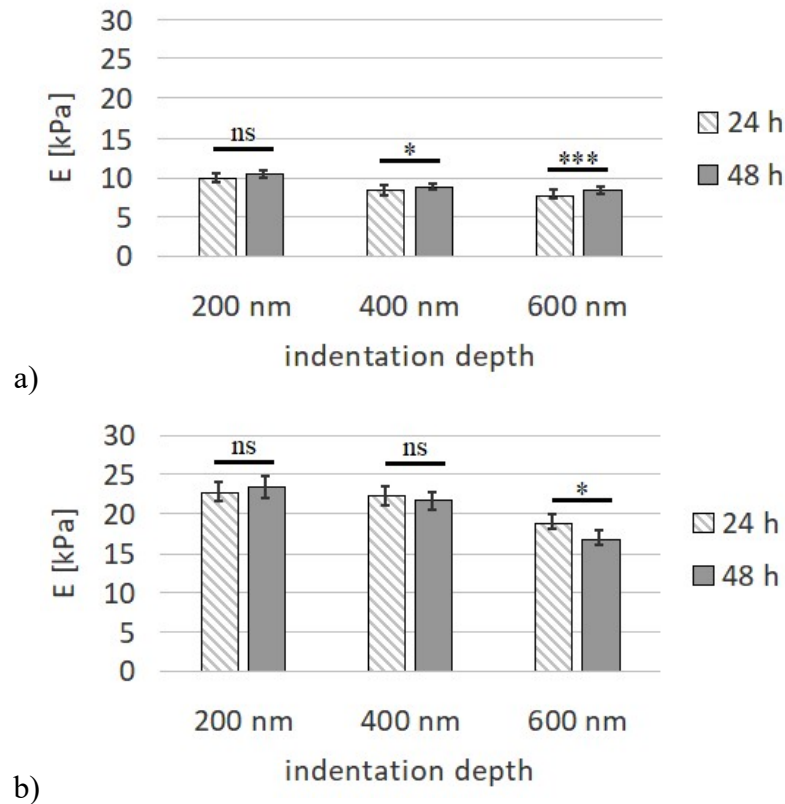 30
25
20
15
10
5
0
E [kPa]
ns
*
***
24 h
48 h
200 nm 400 nm 600 nm
indentation depth
a)
30
25
20
15
10
5
0
E [kPa]
ns
ns
*
24 h
48 h
200 nm 400 nm 600 nm
indentation depth
b)